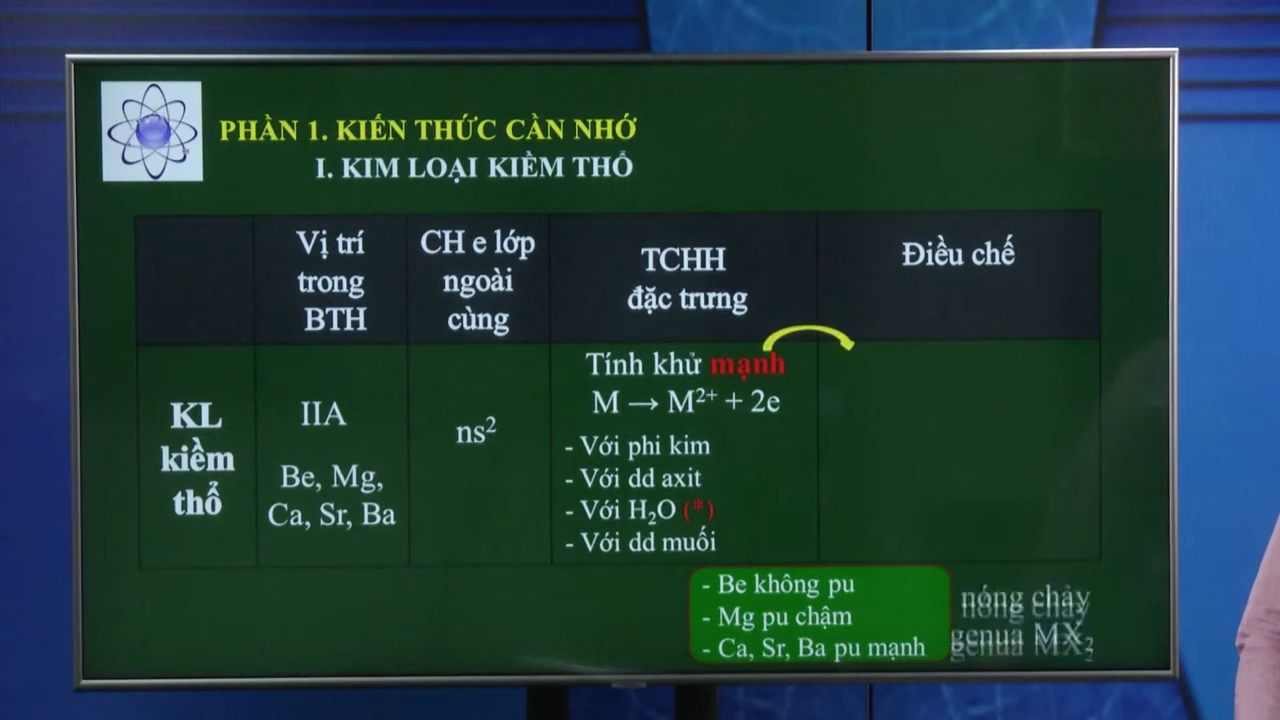 PHẦN 1. KIẾN THỨC CẦN NHỚ
I. KIM LOẠI KIỀM THỔ
Vị trí
trong
BTH
CH e lớp
ngoài
cùng
TCHH
đặc trưng
Điều chế
KL
kiềm
thổ
IIA
Be, Mg,
Ca, Sr, Ba
ns²
Tính khử mạnh
M → M²⁺ + 2e
- Với phi kim
- Với dd axit
- Với H₂O (*)
- Với dd muối
- Be không pu
- Mg pu chậm
- Ca, Sr, Ba pu mạnh
nóng chảy
genua MX₂